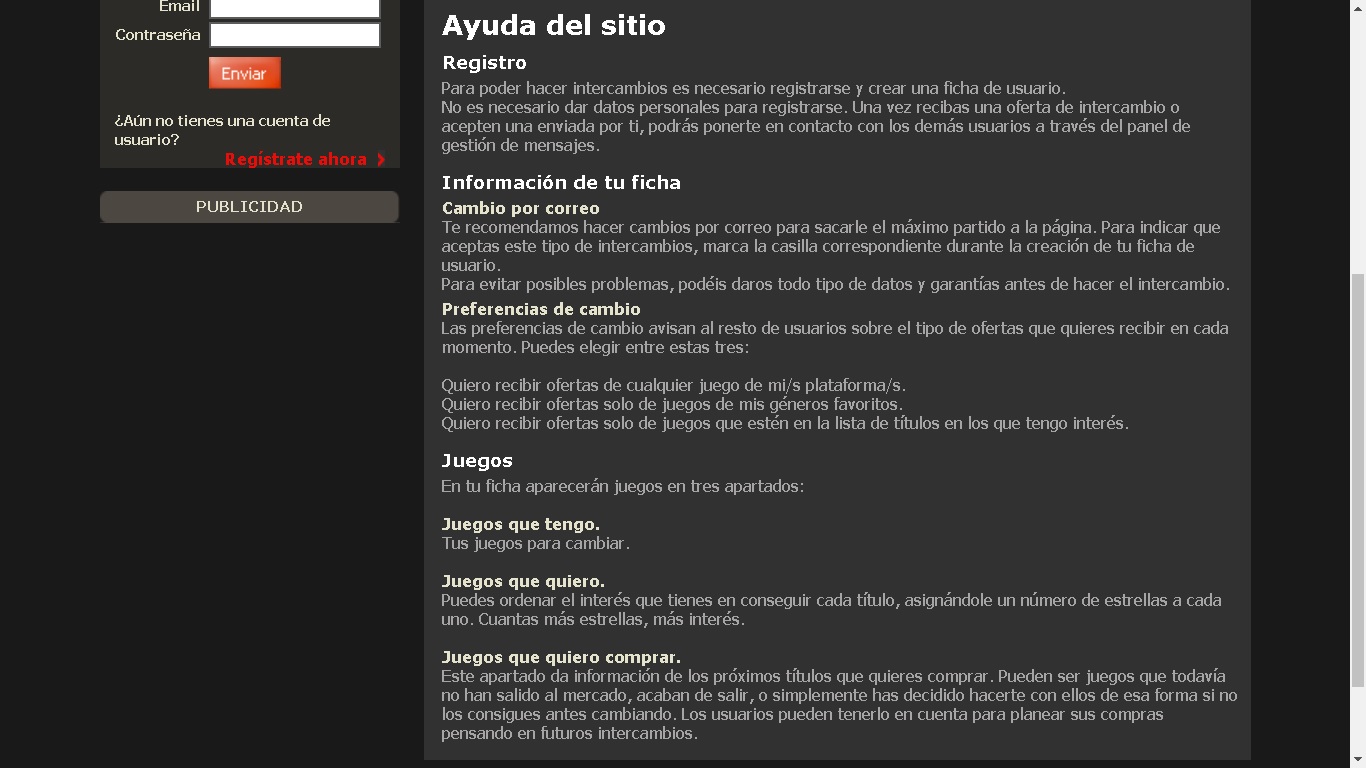 Email
Contraseña
Enviar
¿Aún no tienes una cuenta de
usuario?
Regístrate ahora
PUBLICIDAD
Ayuda del sitio
Registro
Para poder hacer intercambios es necesario registrarse y crear una ficha de usuario.
No es necesario dar datos personales para registrarse. Una vez recibas una oferta de intercambio o
acepten una enviada por ti, podrás ponerte en contacto con los demás usuarios a través del panel de
gestión de mensajes.
Información de tu ficha
Cambio por correo
Te recomendamos hacer cambios por correo para sacarle el máximo partido a la página. Para indicar que
aceptas este tipo de intercambios, marca la casilla correspondiente durante la creación de tu ficha de
usuario.
Para evitar posibles problemas, podéis daros todo tipo de datos y garantías antes de hacer el intercambio.
Preferencias de cambio
Las preferencias de cambio avisan al resto de usuarios sobre el tipo de ofertas que quieres recibir en cada
momento. Puedes elegir entre estas tres:
Quiero recibir ofertas de cualquier juego de mi/s plataforma/s.
Quiero recibir ofertas solo de juegos de mis géneros favoritos.
Quiero recibir ofertas solo de juegos que estén en la lista de títulos en los que tengo interés.
Juegos
En tu ficha aparecerán juegos en tres apartados:
Juegos que tengo.
Tus juegos para cambiar.
Juegos que quiero.
Puedes ordenar el interés que tienes en conseguir cada título, asignándole un número de estrellas a cada
uno. Cuantas más estrellas, más interés.
Juegos que quiero comprar.
Este apartado da información de los próximos títulos que quieres comprar. Pueden ser juegos que todavía
no han salido al mercado, acaban de salir, o simplemente has decidido hacerte con ellos de esa forma si no
los consigues antes cambiando. Los usuarios pueden tenerlo en cuenta para planear sus compras
pensando en futuros intercambios.